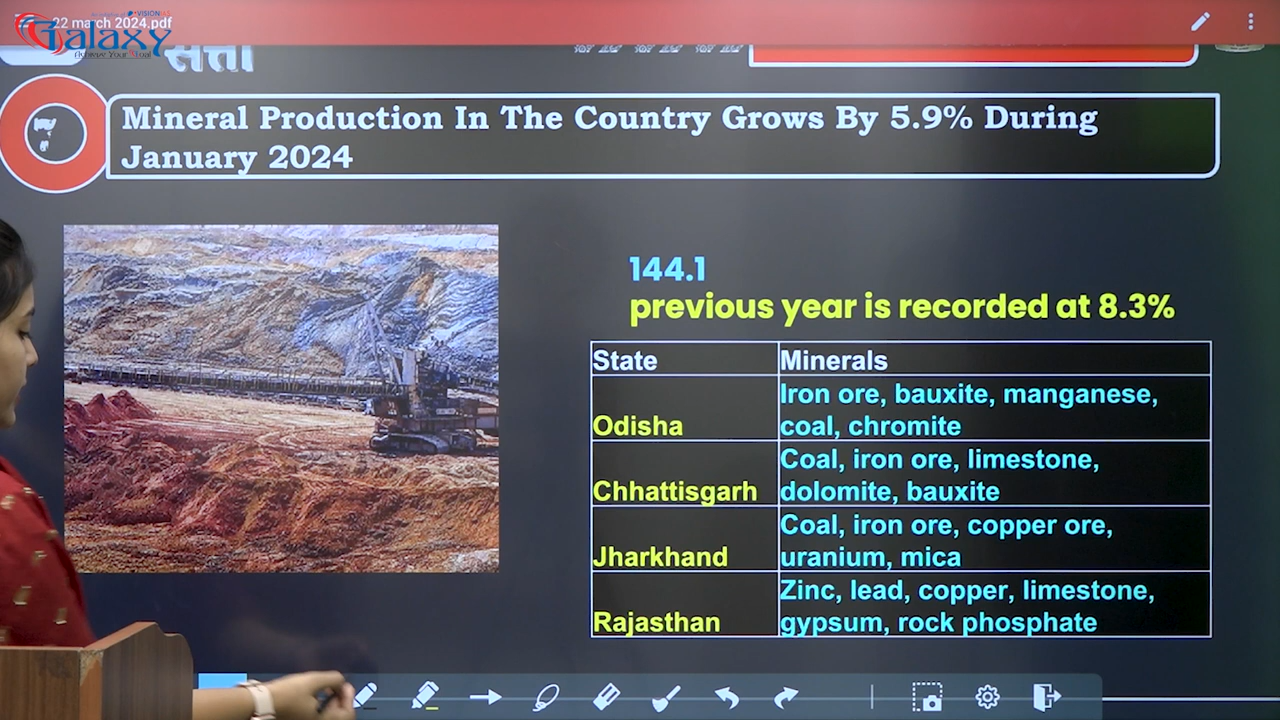 22 march 2024.pdf
Galaxy
सत्ता
Mineral Production In The Country Grows By 5.9% During
January 2024
144.1
previous year is recorded at 8.3%
State Minerals
Odisha Iron ore, bauxite, manganese,
coal, chromite
Chhattisgarh Coal, iron ore, limestone,
dolomite, bauxite
Jharkhand Coal, iron ore, copper ore,
uranium, mica
Rajasthan Zinc, lead, copper, limestone,
gypsum, rock phosphate